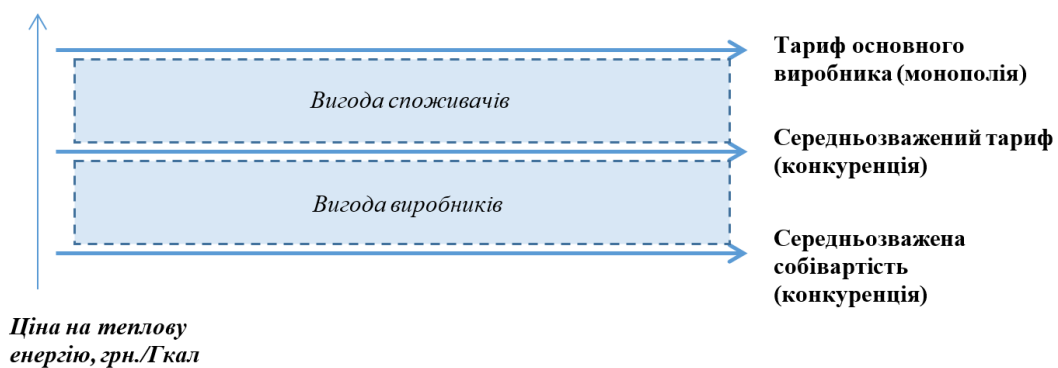 Тариф основного
виробника (монополія)
Вигода споживачів
Середньозважений тариф
(конкуренція)
Вигода виробників
Середньозважена
собівартість
(конкуренція)
Ціна на теплову
енергію, грн./Гкал